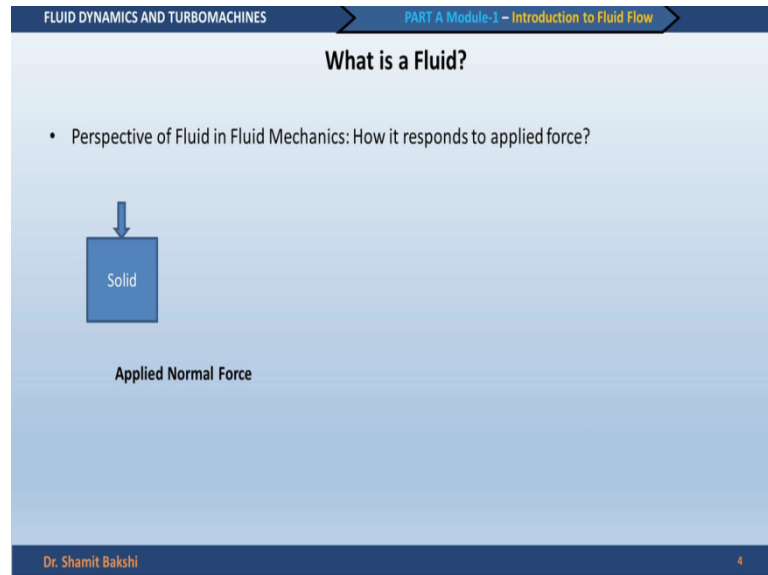 FLUID DYNAMICS AND TURBOMACHINES
PART A Module-1 – Introduction to Fluid Flow
What is a Fluid?
• Perspective of Fluid in Fluid Mechanics: How it responds to applied force?
Solid
Applied Normal Force
Dr. Shamit Bakshi
4